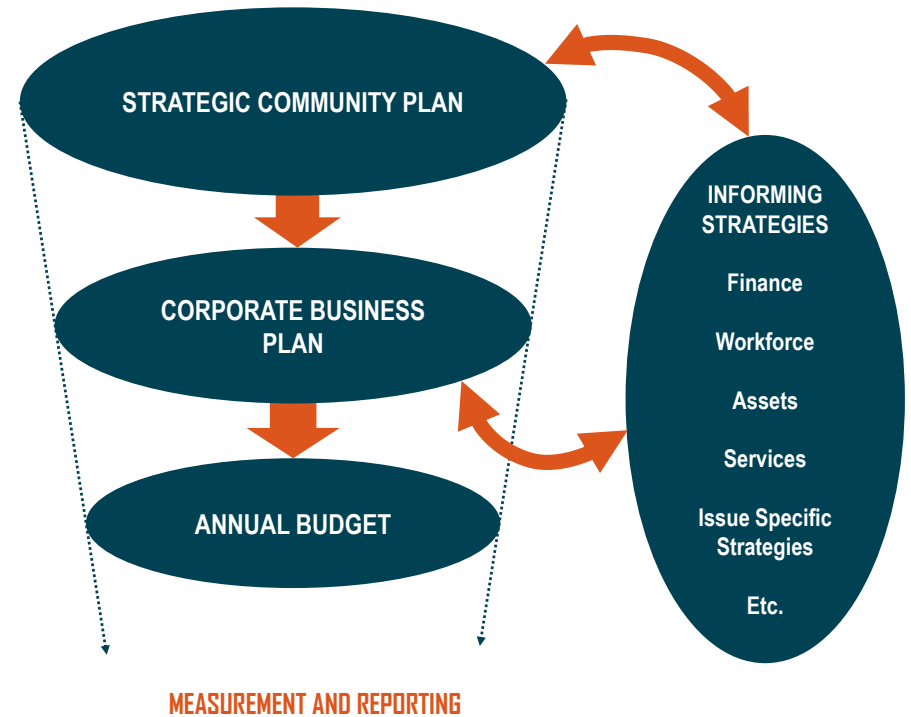 STRATEGIC COMMUNITY PLAN
CORPORATE BUSINESS
PLAN
ANNUAL BUDGET
INFORMING
STRATEGIES
Finance
Workforce
Assets
Services
Issue Specific
Strategies
Etc.
MEASUREMENT AND REPORTING